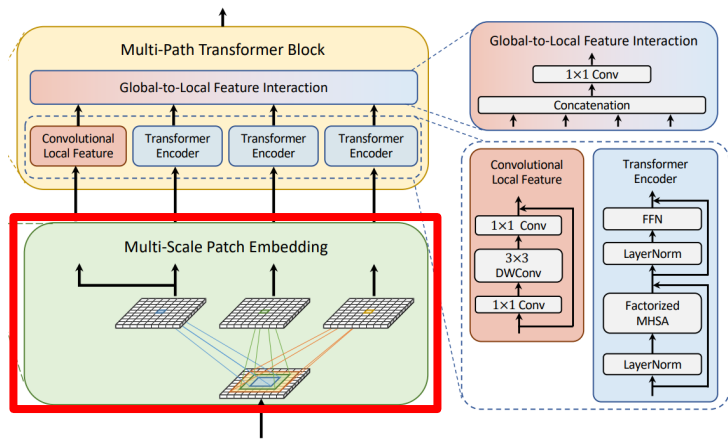 Multi-Path Transformer Block
Global-to-Local Feature Interaction
Convolutional
Local Feature
Transformer
Encoder
Transformer
Encoder
Transformer
Encoder
Multi-Scale Patch Embedding
Global-to-Local Feature Interaction
1×1 Conv
Concatenation
Convolutional
Local Feature
1×1 Conv
3×3
DWConv
1×1 Conv
Transformer
Encoder
FFN
LayerNorm
Factorized
MHSA
LayerNorm